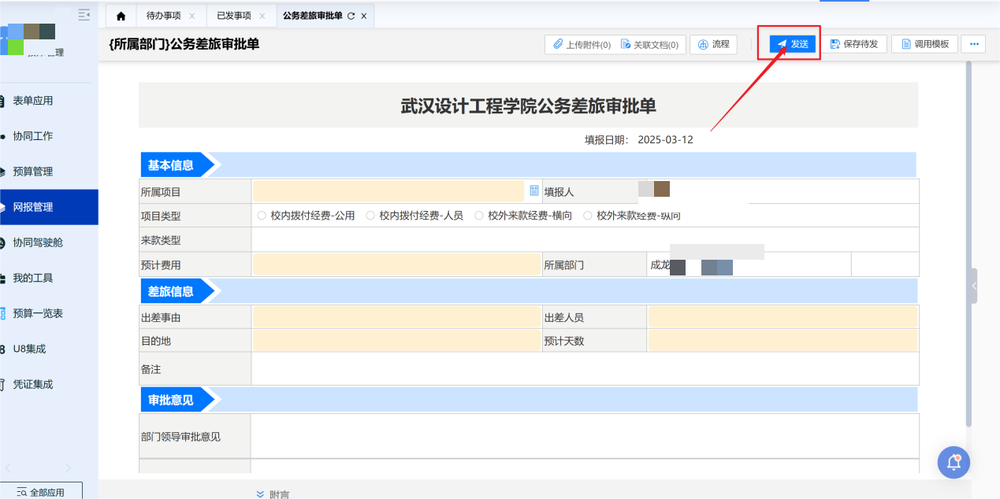 待办事项
已发事项
公务差旅审批单
{所属部门}公务差旅审批单
上传附件(0)
关联文档(0)
流程
发送
保存待发
调用模板
表单应用
协同工作
预算管理
网报管理
协同驾驶舱
我的工具
预算一览表
U8集成
凭证集成
全部应用
武汉设计工程学院公务差旅审批单
填报日期： 2025-03-12
基本信息
所属项目 填报人
项目类型 校内拨付经费-公用 校内拨付经费-人员 校外来款经费-横向 校外来款经费-纵向
来款类型
预计费用 所属部门 成龙
差旅信息
出差事由 出差人员
目的地 预计天数
备注
审批意见
部门领导审批意见
附言